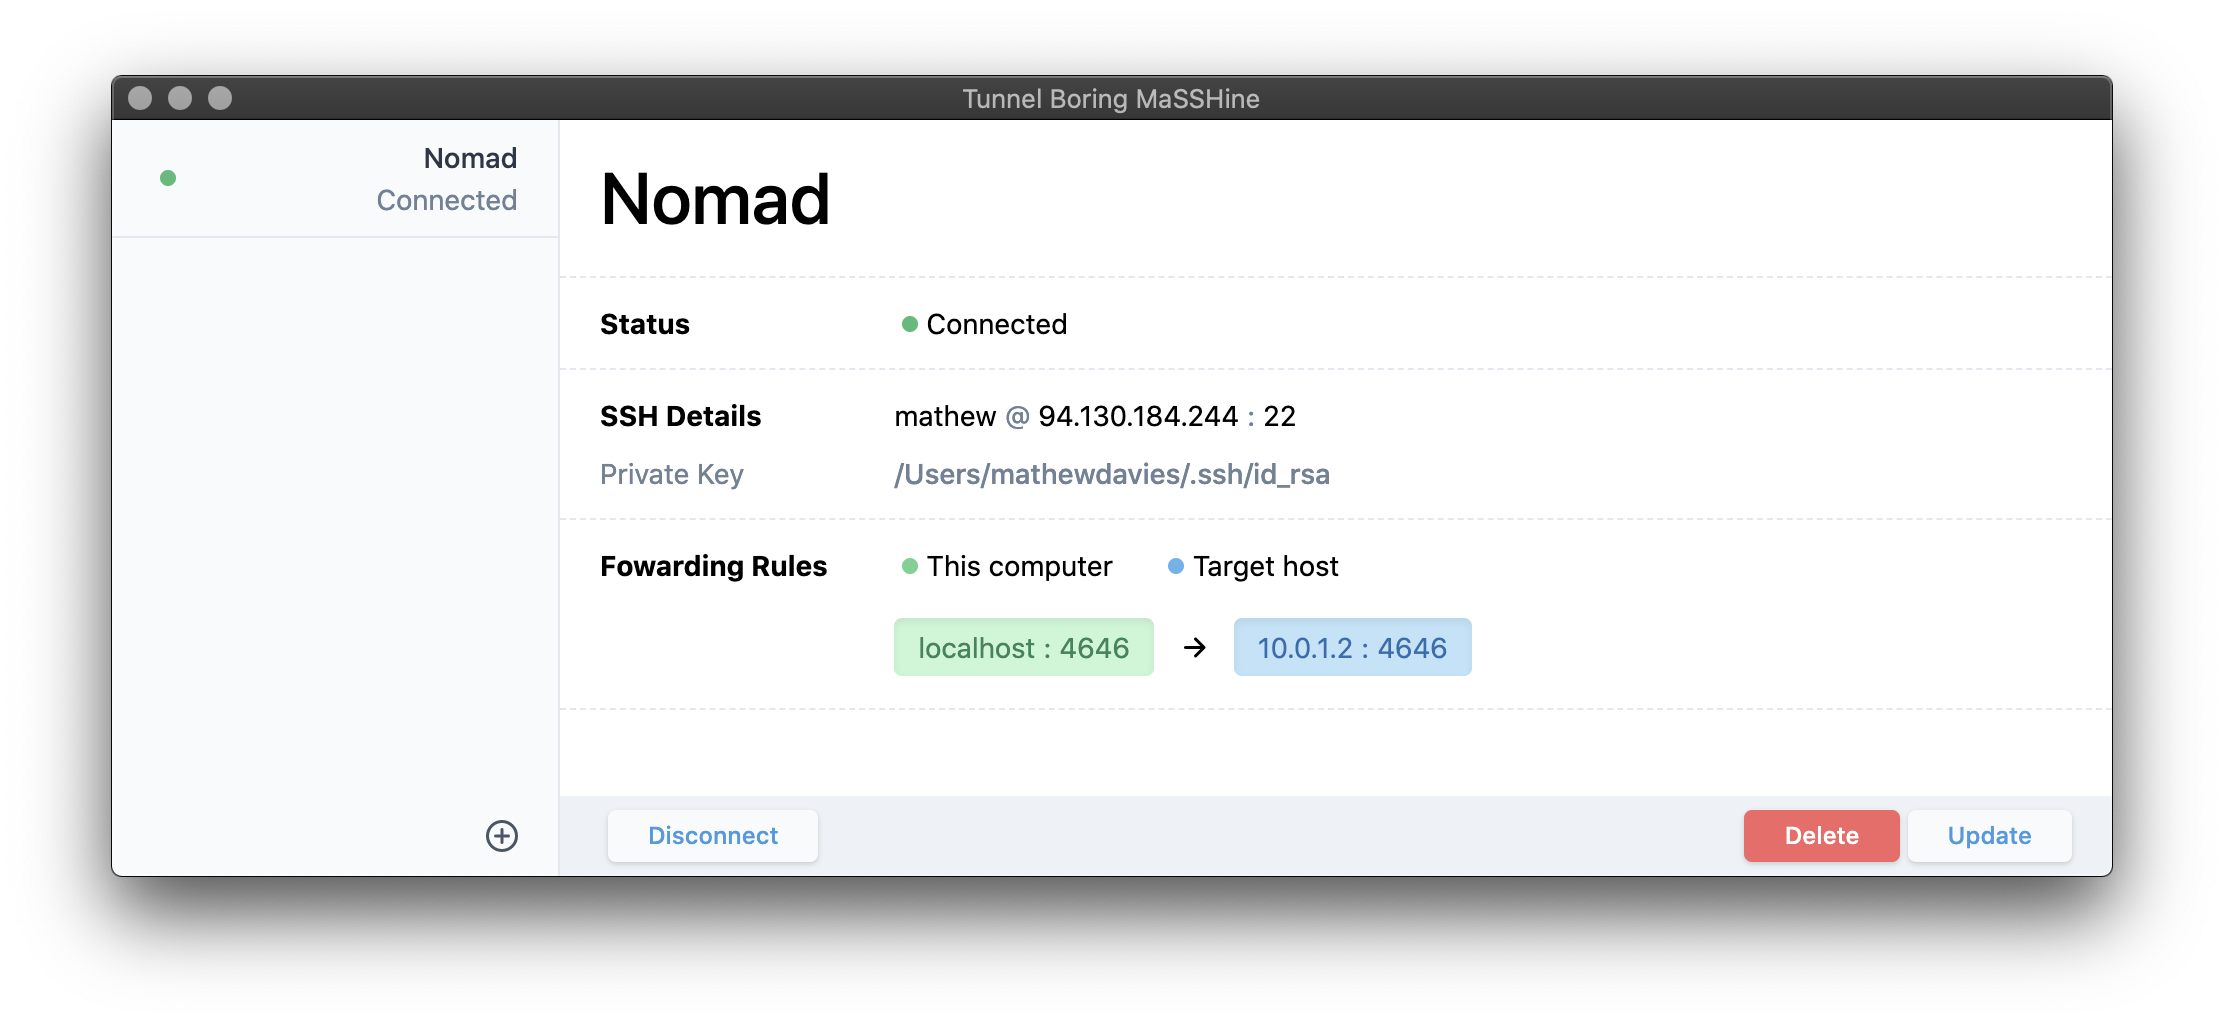 Tunnel Boring MaSSHine
Nomad
Connected
Nomad
Status
Connected
SSH Details
mathew @ 94.130.184.244 : 22
Private Key
/Users/mathewdavies/.ssh/id_rsa
Fowarding Rules
This computer
Target host
localhost : 4646 → 10.0.1.2 : 4646
Disconnect
Delete
Update